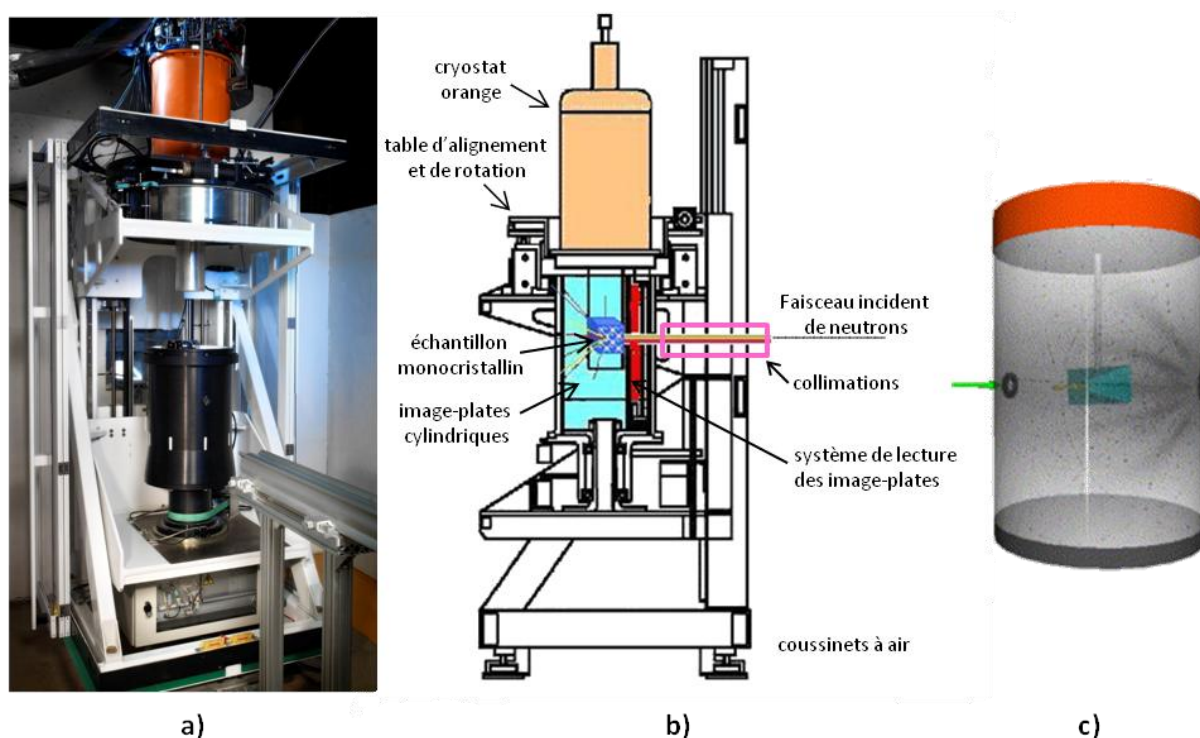 cryostat
orange
table d'alignement
et de rotation
échantillon
monocristallin
image-plates
cylindriques
Faisceau incident
de neutrons
collimations
système de lecture
des image-plates
coussinets à air
a)
b)
c)